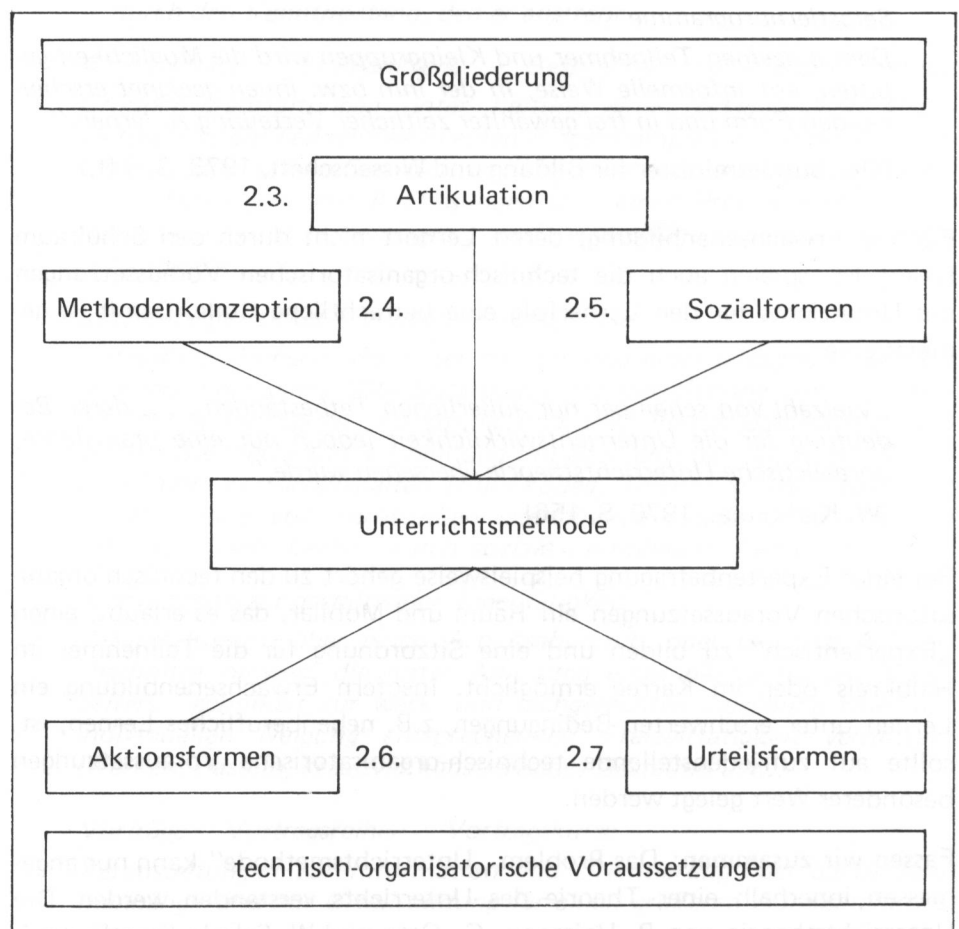 Großgliederung
2.3. Artikulation
Methodenkonzeption 2.4. 2.5. Sozialformen
Unterrichtsmethode
Aktionsformen 2.6. 2.7. Urteilsformen
technisch-organisatorische Voraussetzungen